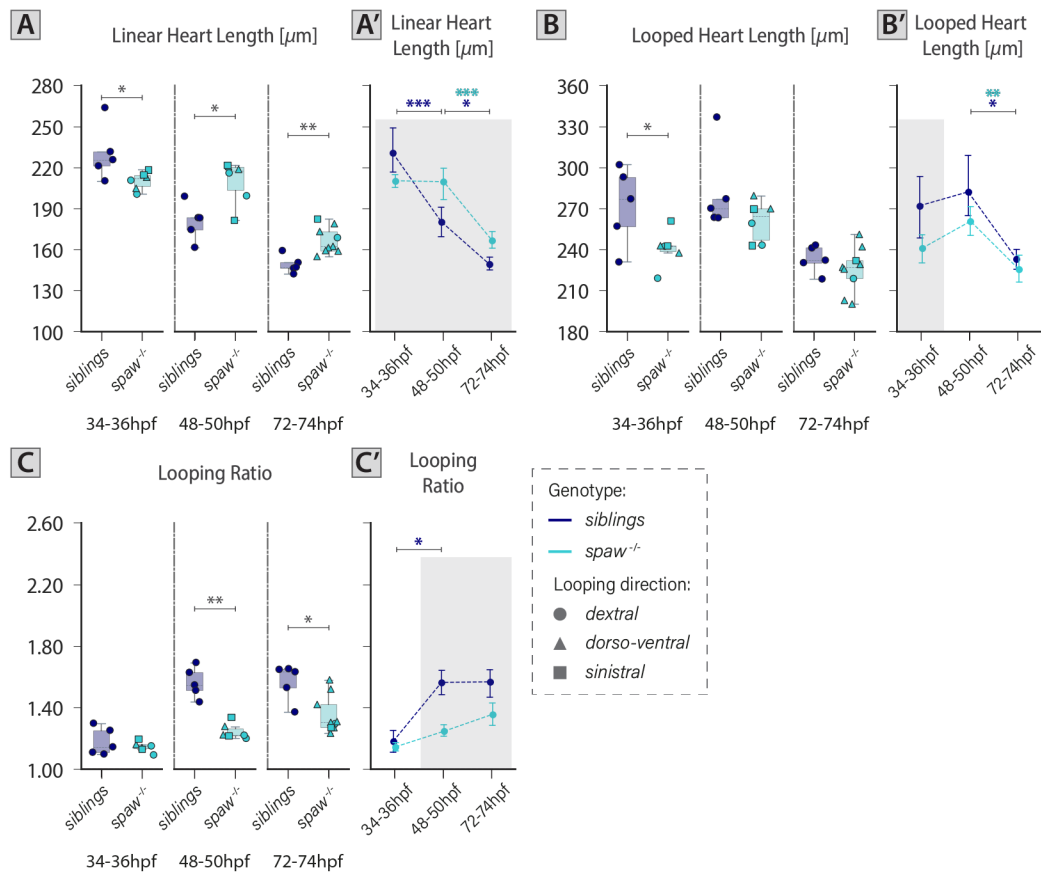 A
Linear Heart Length [µm]
280
250
220
190
160
130
100
*
*
**
siblings
spaw-/-
siblings
spaw-/-
siblings
spaw-/-
34-36hpf
48-50hpf
72-74hpf
A′
Linear Heart
Length [µm]
***
***
*
34-36hpf
48-50hpf
72-74hpf
B
Looped Heart Length [µm]
360
330
300
270
240
210
180
*
siblings
spaw-/-
siblings
spaw-/-
siblings
spaw-/-
34-36hpf
48-50hpf
72-74hpf
B′
Looped Heart
Length [µm]
**
*
34-36hpf
48-50hpf
72-74hpf
C
Looping Ratio
2.60
2.20
1.80
1.40
1.00
**
*
siblings
spaw-/-
siblings
spaw-/-
siblings
spaw-/-
34-36hpf
48-50hpf
72-74hpf
C′
Looping
Ratio
*
34-36hpf
48-50hpf
72-74hpf
Genotype:
siblings
spaw-/-
Looping direction:
dextral
dorso-ventral
sinistral